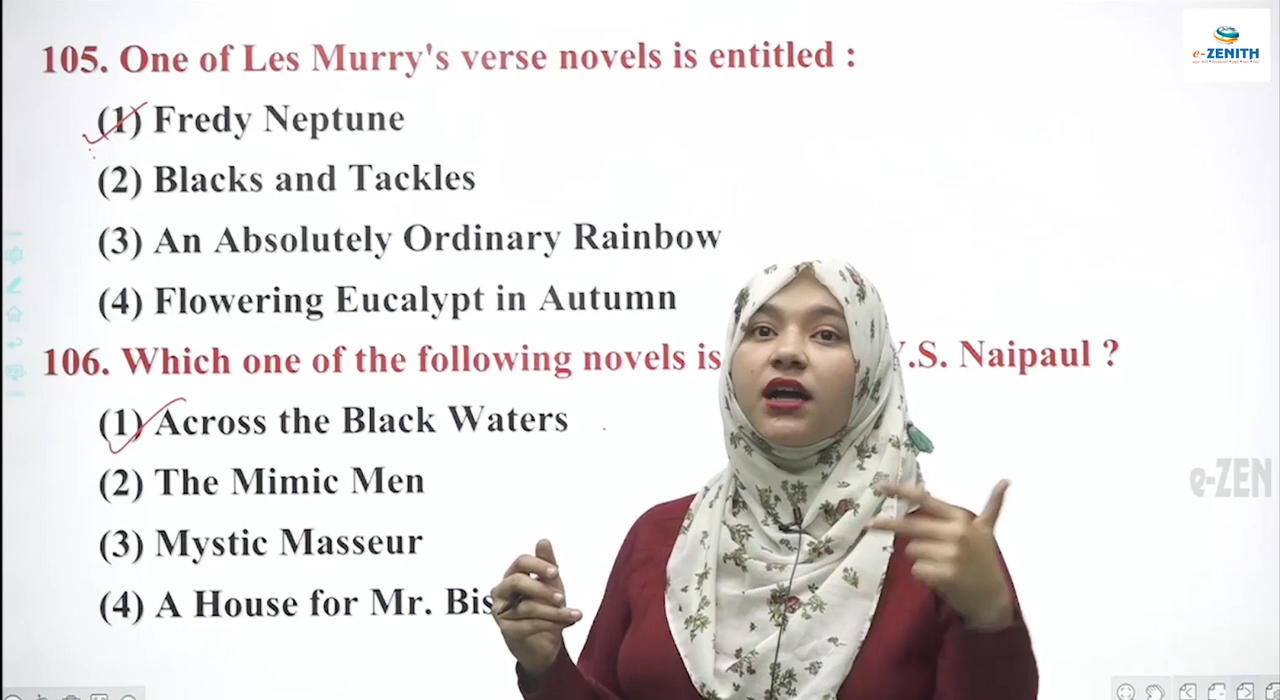 e-ZENITH
105. One of Les Murry's verse novels is entitled :
(1) Fredy Neptune
(2) Blacks and Tackles
(3) An Absolutely Ordinary Rainbow
(4) Flowering Eucalypt in Autumn
106. Which one of the following novels is .S. Naipaul ?
(1) Across the Black Waters
(2) The Mimic Men
(3) Mystic Masseur
(4) A House for Mr. Bis
e-ZEN